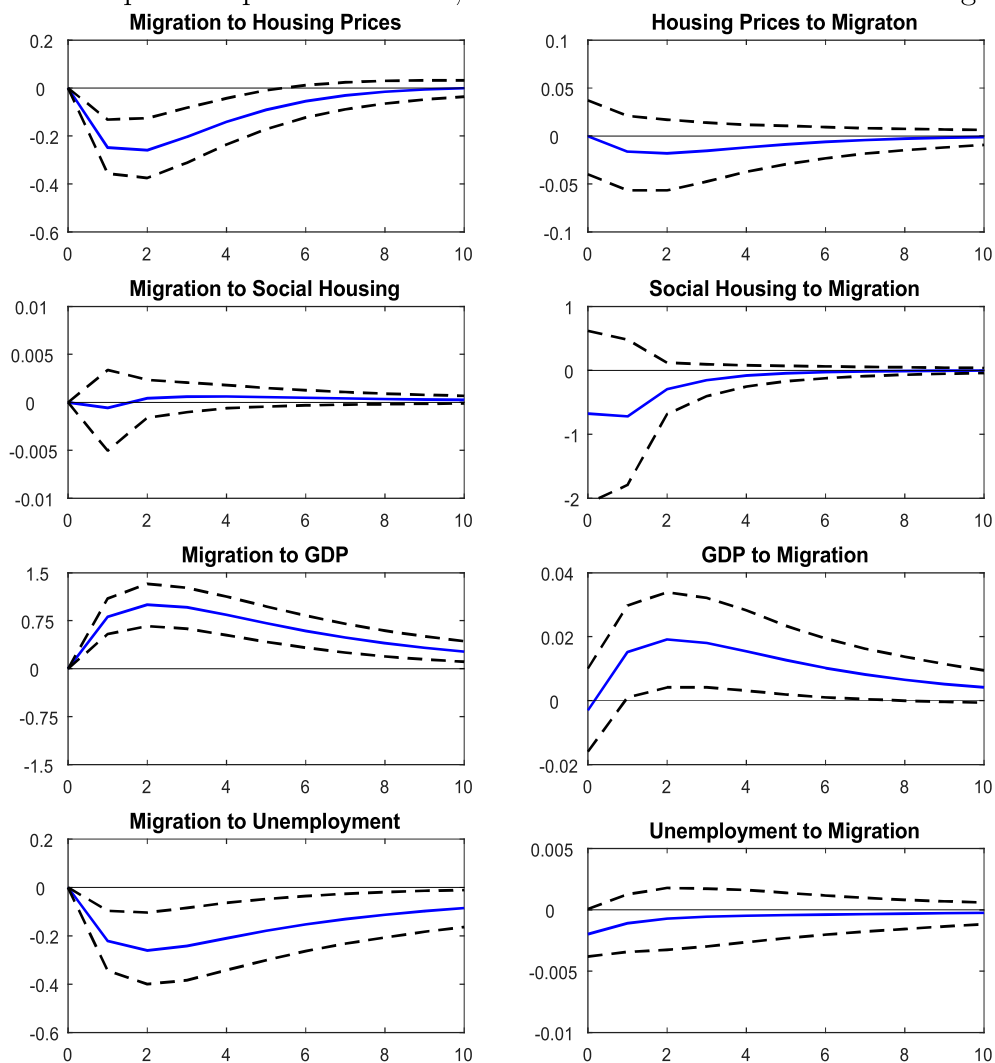 Migration to Housing Prices
Housing Prices to Migraton
0.2
0
-0.2
-0.4
-0.6
0 2 4 6 8 10
0.1
0.05
0
-0.05
-0.1
0 2 4 6 8 10
Migration to Social Housing
Social Housing to Migration
0.01
0.005
0
-0.005
-0.01
0 2 4 6 8 10
1
0
-1
-2
0 2 4 6 8 10
Migration to GDP
GDP to Migration
1.5
0.75
0
-0.75
-1.5
0 2 4 6 8 10
0.04
0.02
0
-0.02
0 2 4 6 8 10
Migration to Unemployment
Unemployment to Migration
0.2
0
-0.2
-0.4
-0.6
0 2 4 6 8 10
0.005
0
-0.005
-0.01
0 2 4 6 8 10